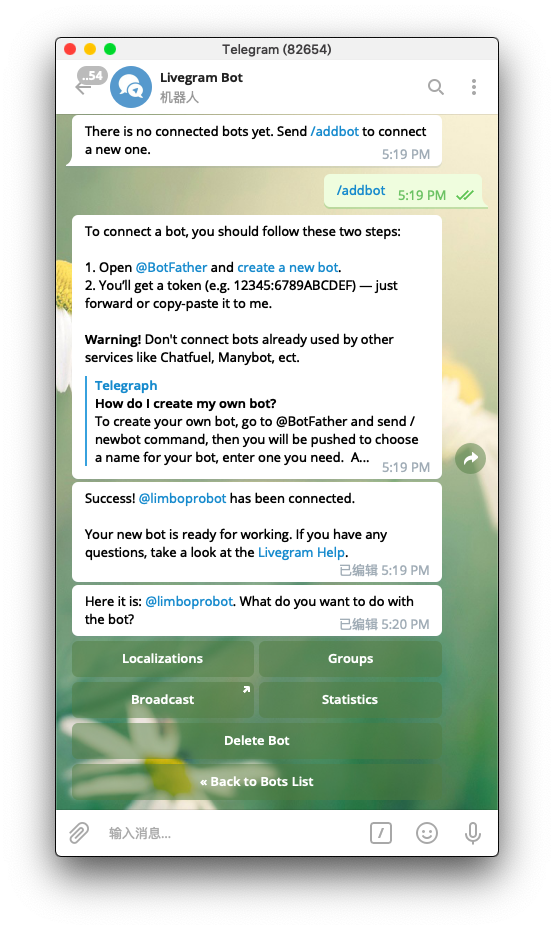 Telegram (82654)
..54
Livegram Bot
机器人
There is no connected bots yet. Send /addbot to connect
a new one.
5:19 PM
/addbot
5:19 PM
To connect a bot, you should follow these two steps:
1. Open @BotFather and create a new bot.
2. You'll get a token (e.g. 12345:6789ABCDEF) — just
forward or copy-paste it to me.
Warning! Don't connect bots already used by other
services like Chatfuel, Manybot, ect.
Telegraph
How do I create my own bot?
To create your own bot, go to @BotFather and send /
newbot command, then you will be pushed to choose
a name for your bot, enter one you need.  A...
5:19 PM
Success! @limboprobot has been connected.
Your new bot is ready for working. If you have any
questions, take a look at the Livegram Help.
已编辑 5:19 PM
Here it is: @limboprobot. What do you want to do with
the bot?
已编辑 5:20 PM
Localizations
Groups
Broadcast
Statistics
Delete Bot
« Back to Bots List
输入消息...
/